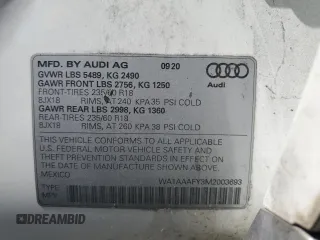 MFD. BY AUDI AG 09 20
GVWR LBS 5489, KG 2490
GAWR FRONT LBS 2756, KG 1250
FRONT-TIRES 235/60 R18
8JX18 RIMS, AT 240 KPA 35 PSI COLD
GAWR REAR LBS 2998, KG 1360
REAR-TIRES 235/60 R18
8JX18 RIMS, AT 260 KPA 38 PSI COLD
THIS VEHICLE CONFORMS TO ALL APPLICABLE
U.S. FEDERAL MOTOR VEHICLE SAFETY AND
THEFT PREVENTION STANDARDS IN EFFECT ON THE
DATE OF MANUFACTURE SHOWN ABOVE.
MEXICO
WA1AAAFY3M2003693
TYPE:
DREAMBID